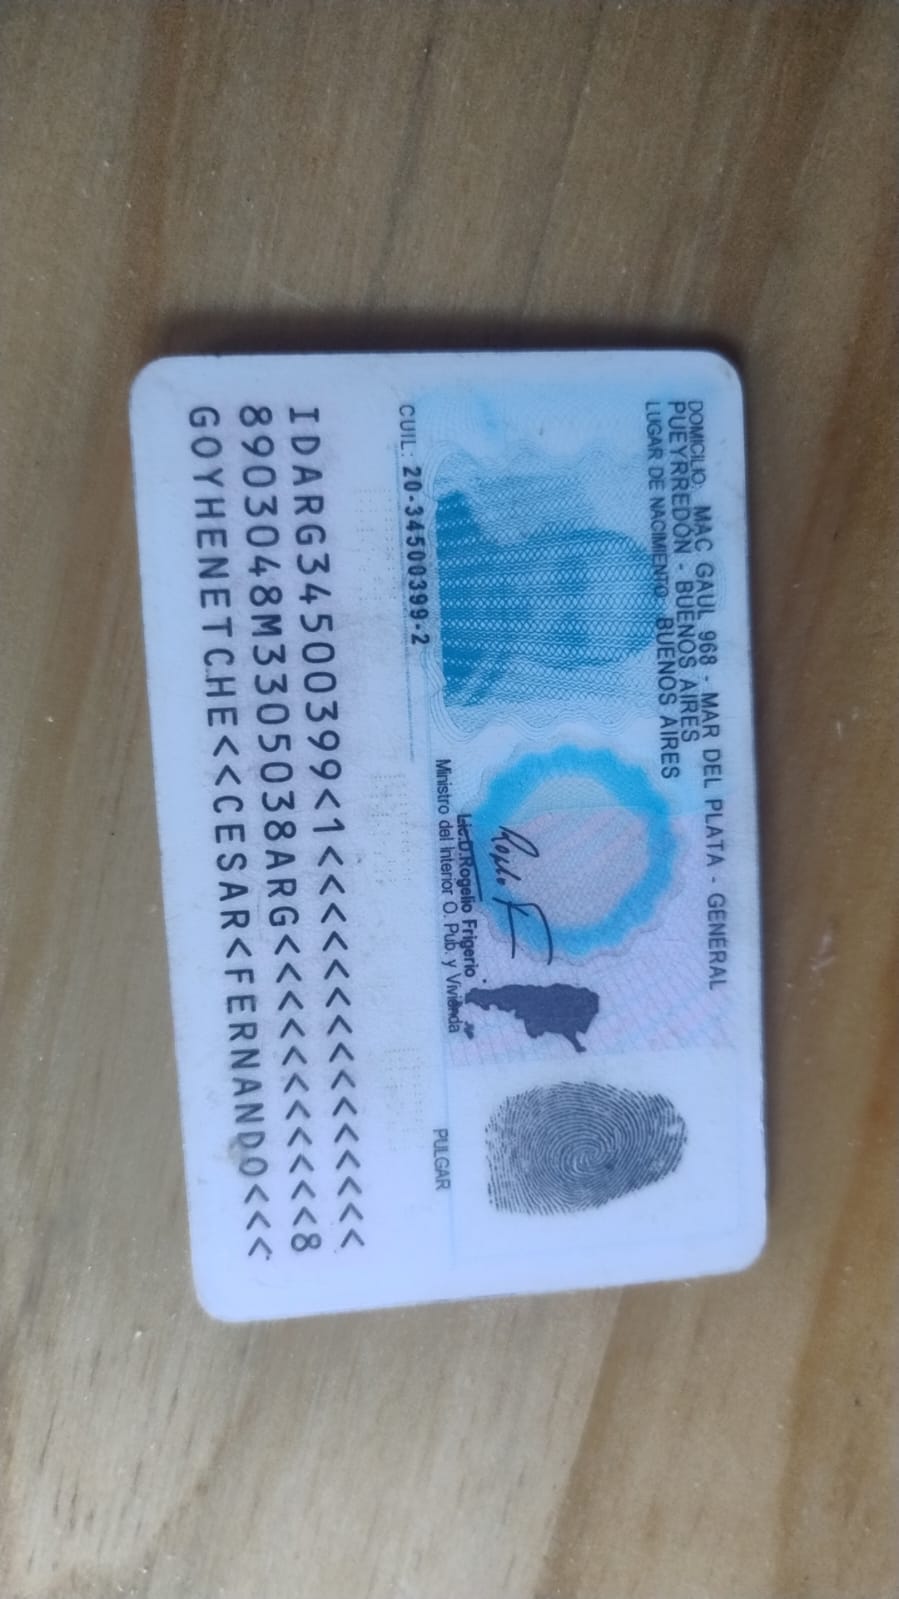 DOMICILIO: MAC GAUL 968 - MAR DEL PLATA - GENERAL
PUEYRREDÓN - BUENOS AIRES
LUGAR DE NACIMIENTO: BUENOS AIRES
Lic.D.Rogelio Frigerio
Ministro del Interior O. Pub. y Vivienda
CUIL: 20-34500399-2
PULGAR
IDARG34500399<1<<<<<<<<<<<<<<<
8903048M3305038ARG<<<<<<<<<<<8
GOYHENETCHE<<CESAR<FERNANDO<<<